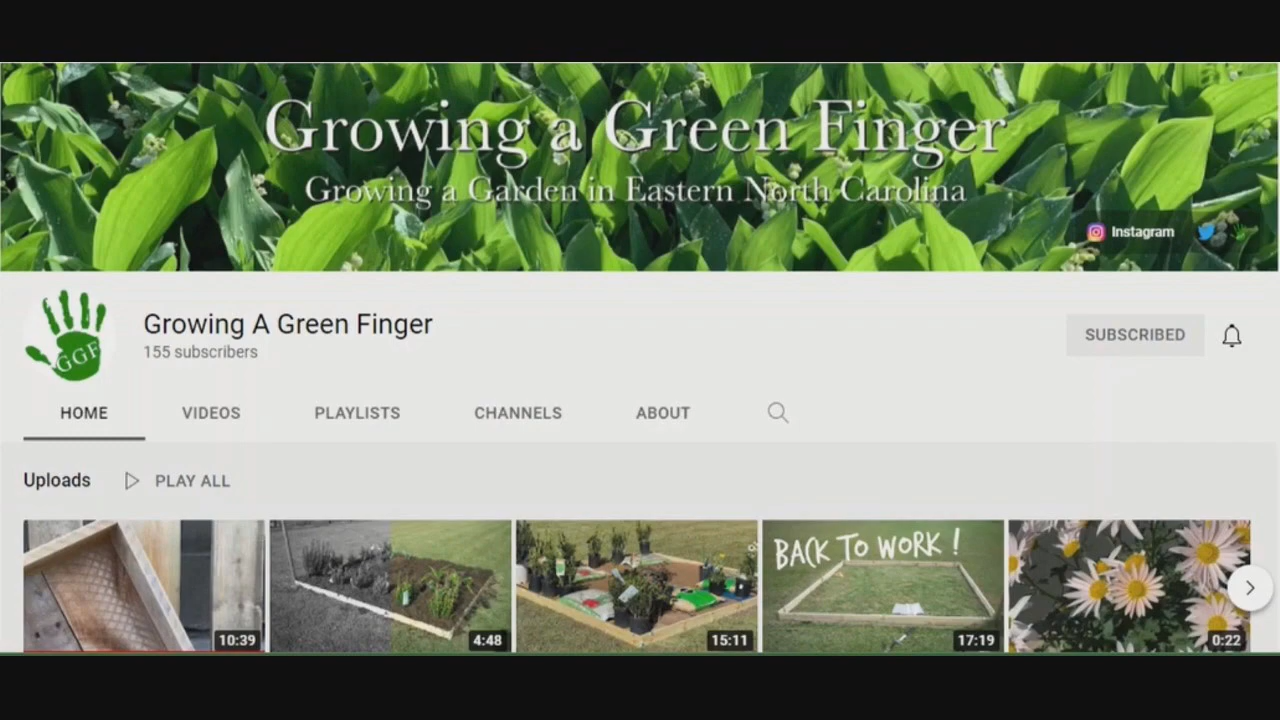 Growing a Green Finger
Growing a Garden in Eastern North Carolina
Instagram
GGF
Growing A Green Finger
155 subscribers
SUBSCRIBED
HOME VIDEOS PLAYLISTS CHANNELS ABOUT
Uploads PLAY ALL
BACK TO WORK !
10:39 4:48 15:11 17:19 0:22